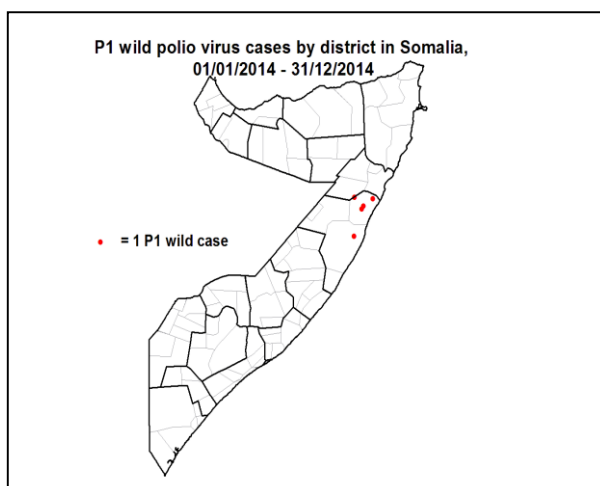 P1 wild polio virus cases by district in Somalia,
01/01/2014 - 31/12/2014
= 1 P1 wild case